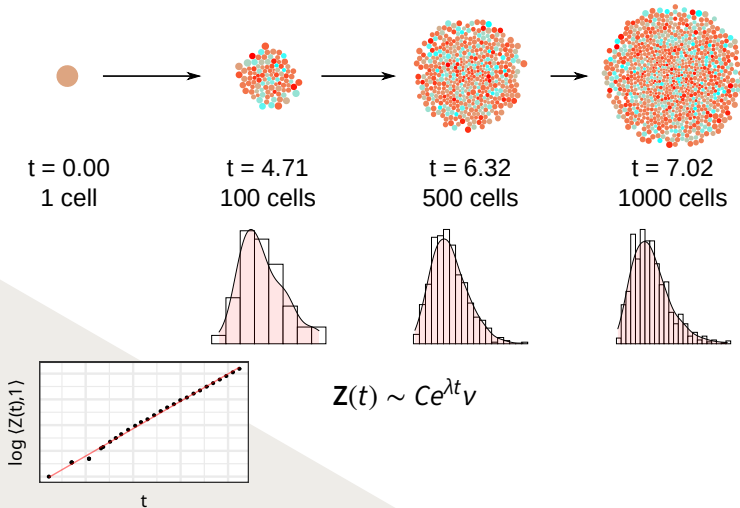 t = 0.00
1 cell
t = 4.71
100 cells
t = 6.32
500 cells
t = 7.02
1000 cells
log ⟨Z(t),1⟩
t
𝐙(t) ∼ Ce^{λt}ν